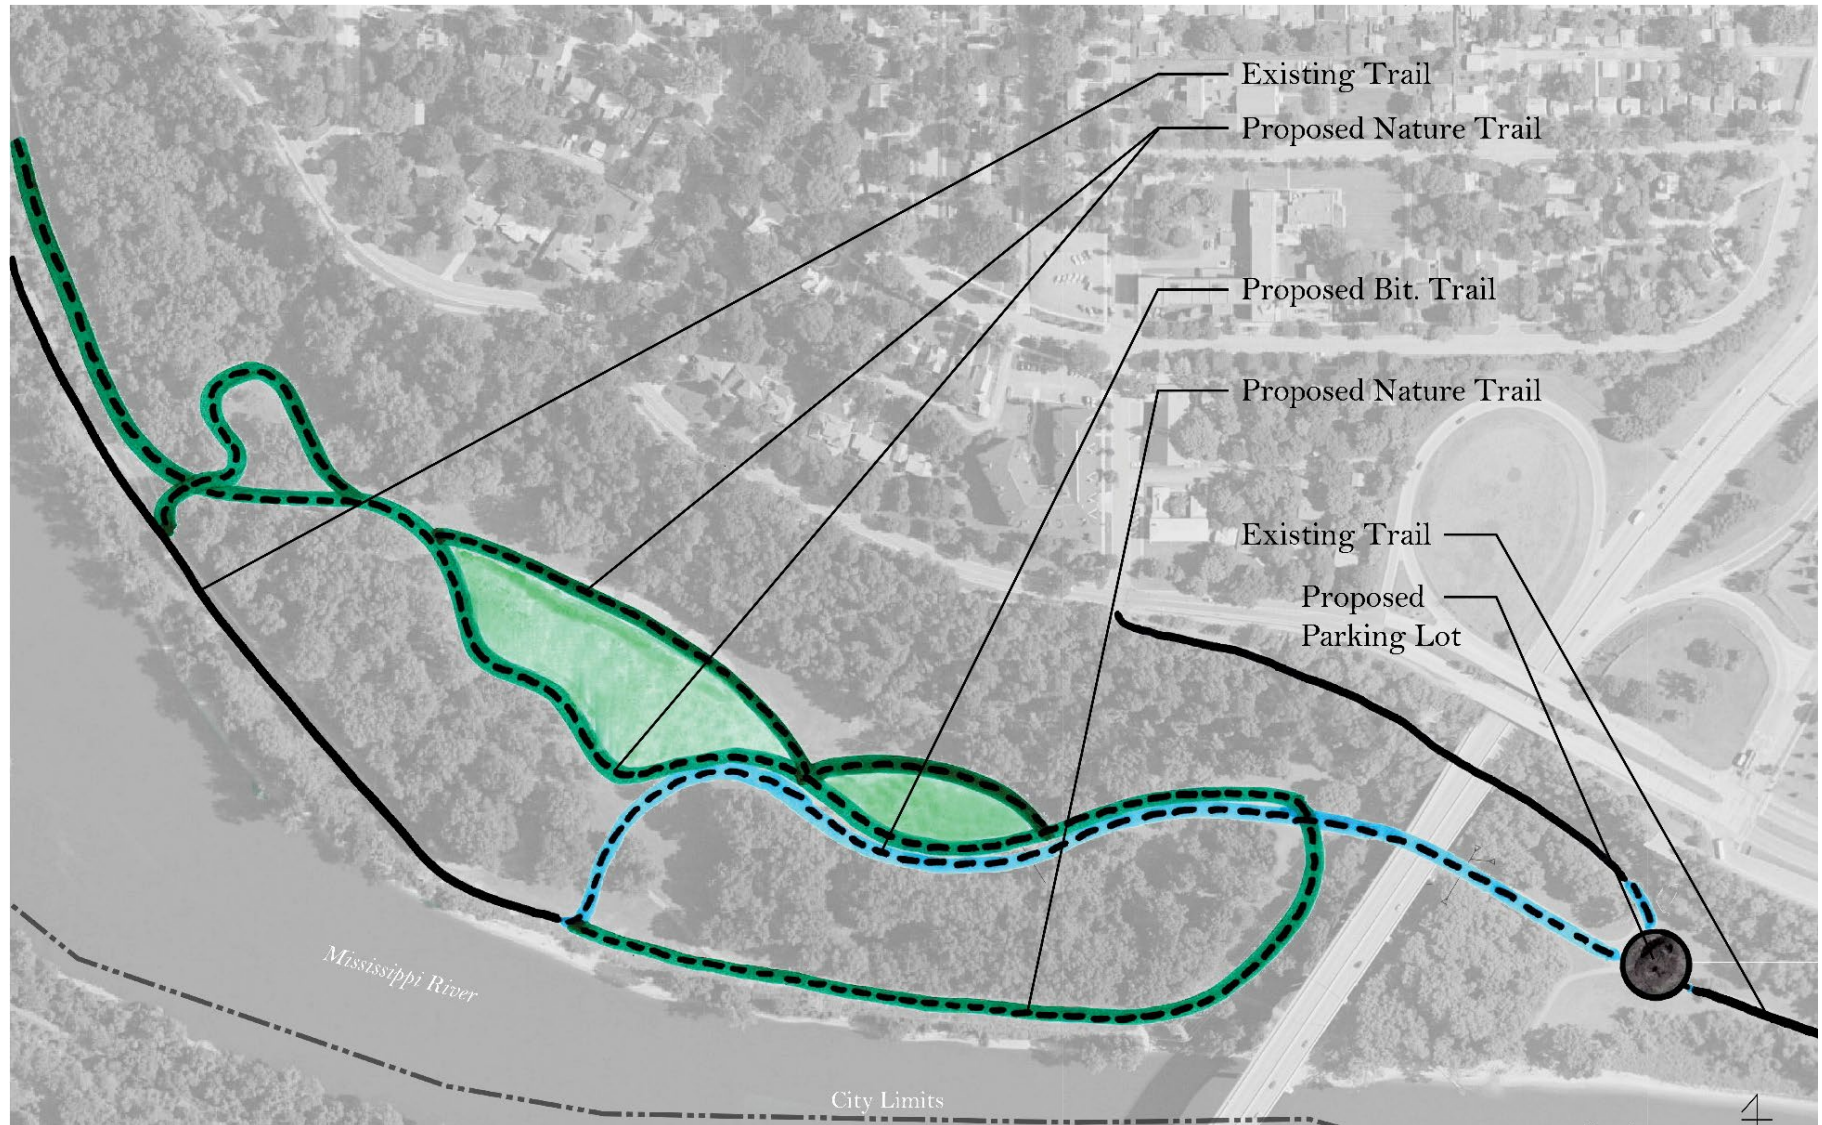 Existing Trail
Proposed Nature Trail
Proposed Bit. Trail
Proposed Nature Trail
Existing Trail
Proposed
Parking Lot
Mississippi River
City Limits